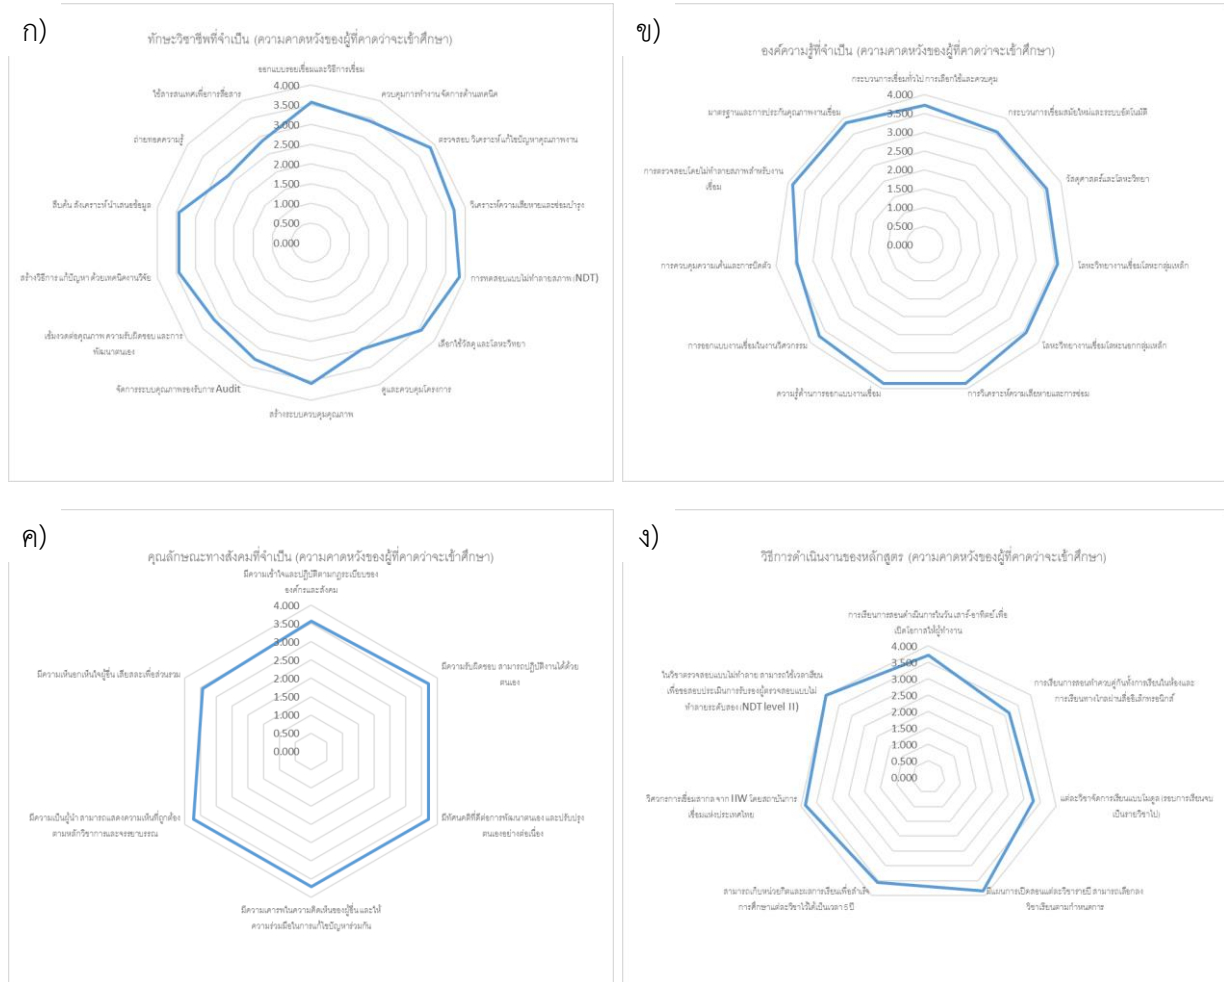 ก)
ทักษะวิชาชีพที่จำเป็น (ความคาดหวังของผู้ที่คาดว่าจะเข้าศึกษา)
ออกแบบรอยเชื่อมและวิธีการเชื่อม
ควบคุมการทำงาน จัดการด้านเทคนิค
ตรวจสอบ วิเคราะห์ แก้ไขปัญหาคุณภาพงาน
วิเคราะห์ความเสียหายและซ่อมบำรุง
การทดสอบแบบไม่ทำลายสภาพ (NDT)
เลือกใช้วัสดุ และโลหะวิทยา
ดูและควบคุมโครงการ
สร้างระบบควบคุมคุณภาพ
จัดการระบบคุณภาพรองรับการ Audit
เข้มงวดต่อคุณภาพ ความรับผิดชอบ และการ
พัฒนาตนเอง
สร้างวิธีการ แก้ปัญหา ด้วยเทคนิคงานวิจัย
สืบค้น สังเคราะห์ นำเสนอข้อมูล
ถ่ายทอดความรู้
ใช้สารสนเทศเพื่อการสื่อสาร
4.000
3.500
3.000
2.500
2.000
1.500
1.000
0.500
0.000
ข)
องค์ความรู้ที่จำเป็น (ความคาดหวังของผู้ที่คาดว่าจะเข้าศึกษา)
กระบวนการเชื่อมทั่วไป การเลือกใช้และควบคุม
กระบวนการเชื่อมสมัยใหม่และระบบอัตโนมัติ
วัสดุศาสตร์และโลหะวิทยา
โลหะวิทยางานเชื่อมโลหะกลุ่มเหล็ก
โลหะวิทยางานเชื่อมโลหะนอกกลุ่มเหล็ก
การวิเคราะห์ความเสียหายและการซ่อม
ความรู้ด้านการออกแบบงานเชื่อม
การออกแบบงานเชื่อมในงานวิศวกรรม
การควบคุมความเค้นและการบิดตัว
การตรวจสอบโดยไม่ทำลายสภาพสำหรับงาน
เชื่อม
มาตรฐานและการประกันคุณภาพงานเชื่อม
4.000
3.500
3.000
2.500
2.000
1.500
1.000
0.500
0.000
ค)
คุณลักษณะทางสังคมที่จำเป็น (ความคาดหวังของผู้ที่คาดว่าจะเข้าศึกษา)
มีความเข้าใจและปฏิบัติตามกฎระเบียบของ
องค์กรและสังคม
มีความรับผิดชอบ สามารถปฏิบัติงานได้ด้วย
ตนเอง
มีทัศนคติที่ดีต่อการพัฒนาตนเอง และปรับปรุง
ตนเองอย่างต่อเนื่อง
มีความเคารพในความคิดเห็นของผู้อื่น และให้
ความร่วมมือในการแก้ไขปัญหาร่วมกัน
มีความเป็นผู้นำ สามารถแสดงความเห็นที่ถูกต้อง
ตามหลักวิชาการและจรรยาบรรณ
มีความเห็นอกเห็นใจผู้อื่น เสียสละเพื่อส่วนรวม
4.000
3.500
3.000
2.500
2.000
1.500
1.000
0.500
0.000
ง)
วิธีการดำเนินงานของหลักสูตร (ความคาดหวังของผู้ที่คาดว่าจะเข้าศึกษา)
การเรียนการสอนดำเนินการในวัน เสาร์-อาทิตย์ เพื่อ
เปิดโอกาสให้ผู้ทำงาน
การเรียนการสอนทำควบคู่กันทั้งการเรียนในห้องและ
การเรียนทางไกลผ่านสื่ออิเล็กทรอนิกส์
แต่ละวิชาจัดการเรียนแบบโมดูล (รอบการเรียนจบ
เป็นรายวิชาไป)
มีแผนการเปิดสอนแต่ละวิชารายปี สามารถเลือกลง
วิชาเรียนตามกำหนดการ
สามารถเก็บหน่วยกิตและผลการเรียนเพื่อสำเร็จ
การศึกษาแต่ละวิชาไว้ได้เป็นเวลา 5 ปี
วิศวกรการเชื่อมสากล จาก IIW โดยสถาบันการ
เชื่อมแห่งประเทศไทย
ในวิชาตรวจสอบแบบไม่ทำลาย สามารถใช้เวลาเรียน
เพื่อขอสอบประเมินการรับรองผู้ตรวจสอบแบบไม่
ทำลายระดับสอง (NDT level II)
4.000
3.500
3.000
2.500
2.000
1.500
1.000
0.500
0.000